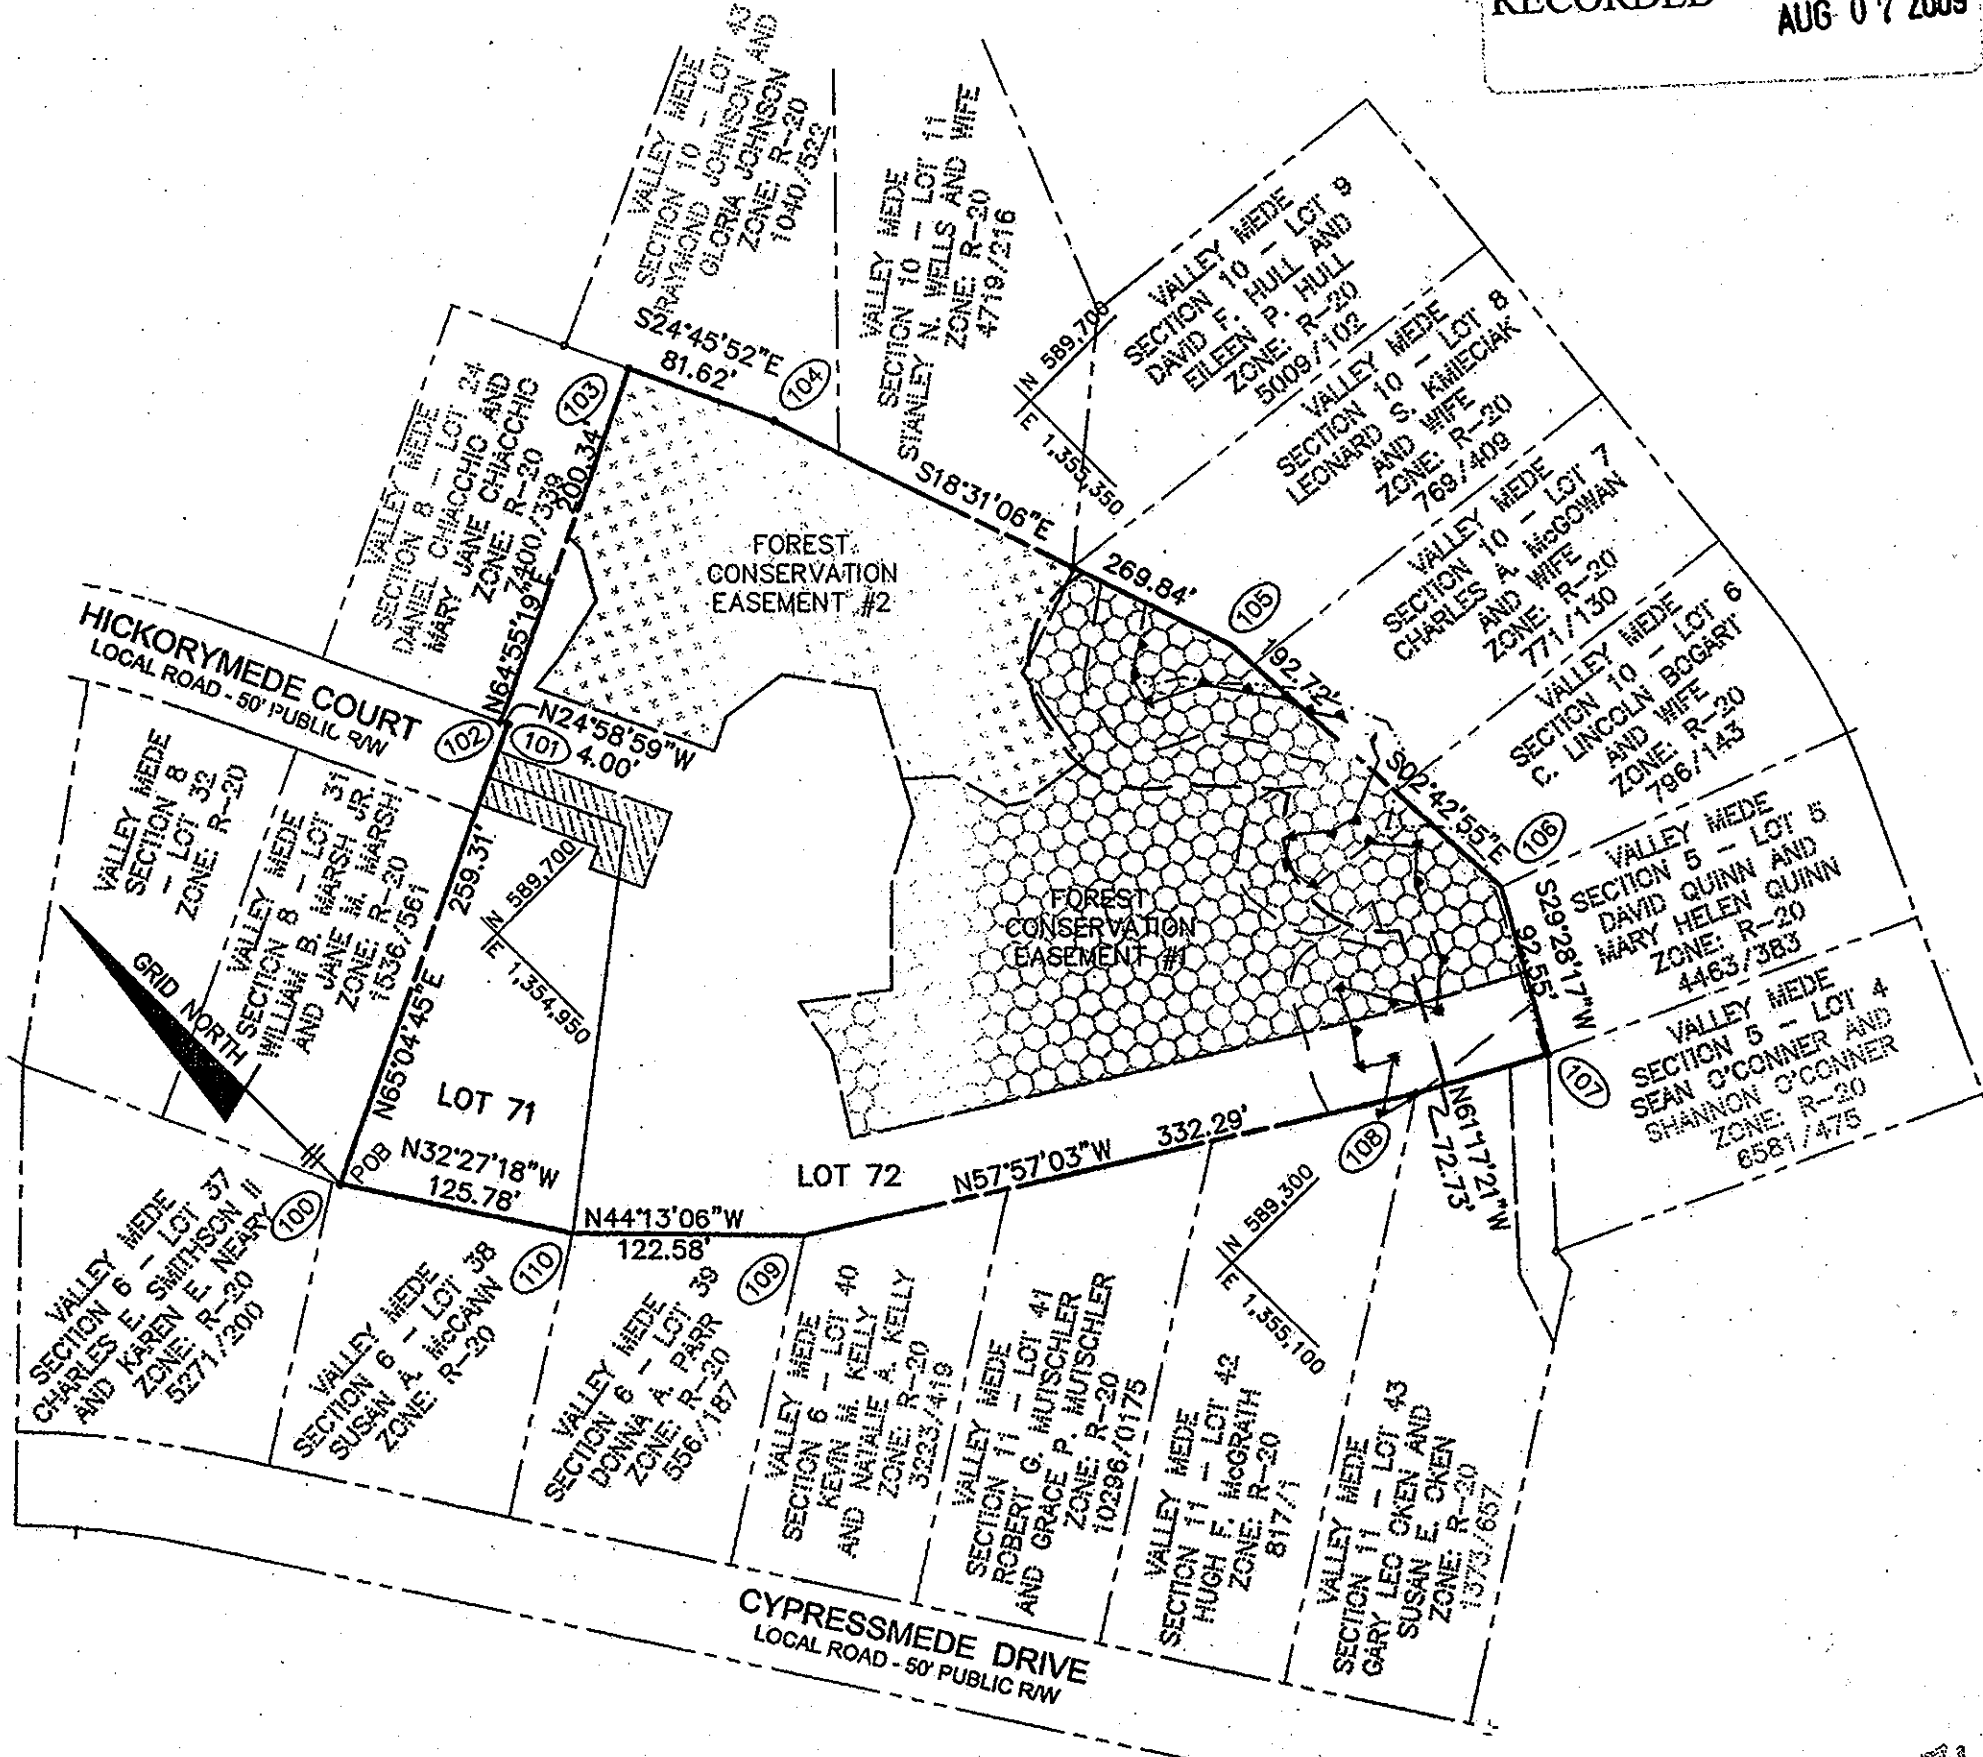 RECORDED
AUG 07 2009
VALLEY MEDE
SECTION 10 - LOT
RAYMOND JOHNSON AND
GLORIA JOHNSON
ZONE: R-20
1040/522
VALLEY MEDE
SECTION 10 - LOT 11
STANLEY N. WELLS AND WIFE
ZONE: R-20
4719/216
VALLEY MEDE
SECTION 10 - LOT 9
DAVID F. HULL AND
EILEEN P. HULL
ZONE: R-20
5009/102
VALLEY MEDE
SECTION 10 - LOT 8
LEONARD S. KMIECIAK
AND WIFE
ZONE: R-20
769/409
VALLEY MEDE
SECTION 10 - LOT 7
CHARLES A. McGOWAN
AND WIFE
ZONE: R-20
771/130
VALLEY MEDE
SECTION 10 - LOT 6
C. LINCOLN BOGART
AND WIFE
ZONE: R-20
796/143
VALLEY MEDE
SECTION 5 - LOT 5
DAVID QUINN AND
MARY HELEN QUINN
ZONE: R-20
4463/383
VALLEY MEDE
SECTION 5 - LOT 4
SEAN O'CONNER AND
SHANNON O'CONNER
ZONE: R-20
6581/475
N 589,700
E 1,355,350
S24°45'52"E
81.62'
104
103
VALLEY MEDE
SECTION 8 - LOT 24
DANIEL CHIACCHIO AND
MARY JANE CHIACCHIO
ZONE: R-20
7400/339
N64°55'19"E
200.34'
S18°31'06"E
269.84'
105
192.72'
S02°42'55"E
106
S29°28'17"W
92.55'
107
FOREST
CONSERVATION
EASEMENT #2
FOREST
CONSERVATION
EASEMENT #1
HICKORYMEDE COURT
LOCAL ROAD - 50' PUBLIC R/W
102
101
N24°58'59"W
4.00'
VALLEY MEDE
SECTION 8
- LOT 32
ZONE: R-20
VALLEY MEDE
SECTION 8 - LOT 31
WILLIAM B. MARSH JR.
AND JANE M. MARSH
ZONE: R-20
1536/561
259.31'
N65°04'45"E
N 589,700
E 1,354,950
GRID NORTH
LOT 71
POB
N32°27'18"W
125.78'
100
LOT 72
N44°13'06"W
122.58'
110
109
N57°57'03"W
332.29'
108
N61°17'21"W
72.73'
N 589,300
E 1,355,100
VALLEY MEDE
SECTION 6 - LOT 37
CHARLES E. SMITHSON II
AND KAREN E. NEARY
ZONE: R-20
5271/200
VALLEY MEDE
SECTION 6 - LOT 38
SUSAN A. McCANN
ZONE: R-20
VALLEY MEDE
SECTION 6 - LOT 39
DONNA A. PARR
ZONE: R-20
556/187
VALLEY MEDE
SECTION 6 - LOT 40
KEVIN M. KELLY
AND NATALIE A. KELLY
ZONE: R-20
3223/419
VALLEY MEDE
SECTION 11 - LOT 41
ROBERT G. MUTSCHLER
AND GRACE P. MUTSCHLER
ZONE: R-20
10296/0175
VALLEY MEDE
SECTION 11 - LOT 42
HUGH F. McGRATH
ZONE: R-20
817/1
VALLEY MEDE
SECTION 11 - LOT 43
GARY LEO OKEN AND
SUSAN E. OKEN
ZONE: R-20
1373/657
CYPRESSMEDE DRIVE
LOCAL ROAD - 50' PUBLIC R/W